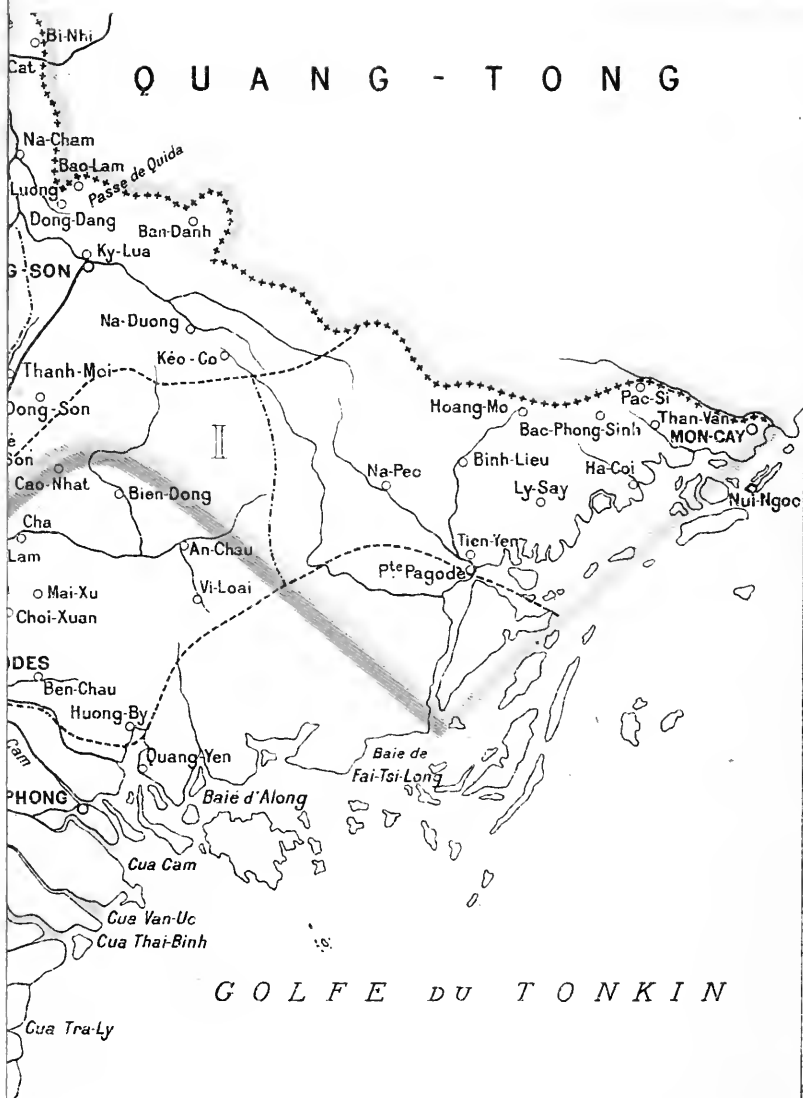 Bi-Nhi
Cat
QUANG-TONG
Na-Cham
Bao-Lam
Passe de Quida
Luong
Dong-Dang
Ban-Danh
Ky-Lua
G-SON
Na-Duong
Kéo-Co
Thanh-Moi
Dong-Son
Pac-Si
Hoang-Mo
Bac-Phong-Sinh
Than-Van
MON-CAY
II
é
Son
Cao-Nhat
Bien-Dong
Na-Pec
Binh-Lieu
Ha-Coi
Ly-Say
Nui-Ngoc
Cha
Lam
An-Chau
Tien-Yen
Pte Pagode
Mai-Xu
Vi-Loai
Choi-Xuan
DES
Ben-Chau
Huong-By
Cam
Quang-Yen
Baie de
Fai-Tsi-Long
PHONG
Baie d'Along
Cua Cam
Cua Van-Uc
Cua Thai-Binh
GOLFE DU TONKIN
Cua Tra-Ly